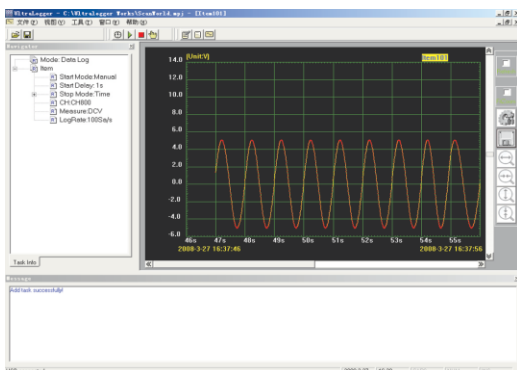 UltraLogger - C:\UltraLogger Works\ScanWorld.wpj - [Item101]
文件(F) 视图(V) 工具(T) 窗口(W) 帮助(H)
Navigator
Mode: Data Log
Item
Start Mode:Manual
Start Delay:1s
Stop Mode:Time
CH:CH800
Measure:DCV
LogRate:100Sa/s
Task Info
[Unit:V]
Item101
14.0
12.0
10.0
8.0
6.0
4.0
2.0
0.0
-2.0
-4.0
-6.0
46s 47s 48s 49s 50s 51s 52s 53s 54s 55s
2008-3-27 16:37:46 2008-3-27 16:37:56
Message
Add task successfully!